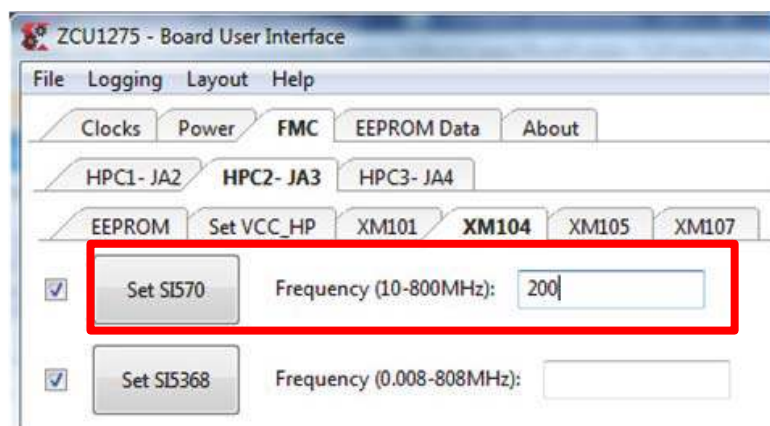 ZCU1275 - Board User Interface
File Logging Layout Help
Clocks Power FMC EEPROM Data About
HPC1- JA2 HPC2- JA3 HPC3- JA4
EEPROM Set VCC_HP XM101 XM104 XM105 XM107
Set SI570 Frequency (10-800MHz): 200
Set SI5368 Frequency (0.008-808MHz):